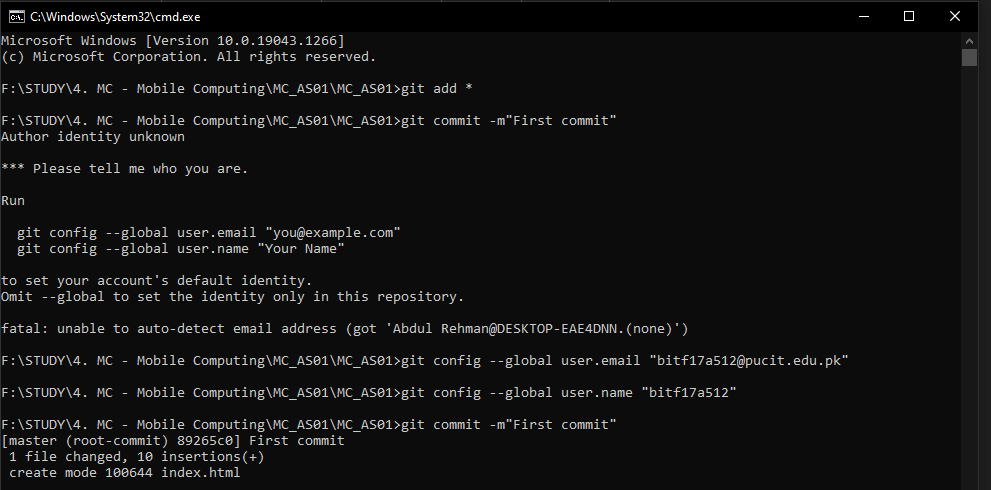 C:\Windows\System32\cmd.exe
Microsoft Windows [Version 10.0.19043.1266]
(c) Microsoft Corporation. All rights reserved.
F:\STUDY\4. MC - Mobile Computing\MC_AS01\MC_AS01>git add *
F:\STUDY\4. MC - Mobile Computing\MC_AS01\MC_AS01>git commit -m"First commit"
Author identity unknown
*** Please tell me who you are.
Run
  git config --global user.email "you@example.com"
  git config --global user.name "Your Name"
to set your account's default identity.
Omit --global to set the identity only in this repository.
fatal: unable to auto-detect email address (got 'Abdul Rehman@DESKTOP-EAE4DNN.(none)')
F:\STUDY\4. MC - Mobile Computing\MC_AS01\MC_AS01>git config --global user.email "bitf17a512@pucit.edu.pk"
F:\STUDY\4. MC - Mobile Computing\MC_AS01\MC_AS01>git config --global user.name "bitf17a512"
F:\STUDY\4. MC - Mobile Computing\MC_AS01\MC_AS01>git commit -m"First commit"
[master (root-commit) 89265c0] First commit
 1 file changed, 10 insertions(+)
 create mode 100644 index.html